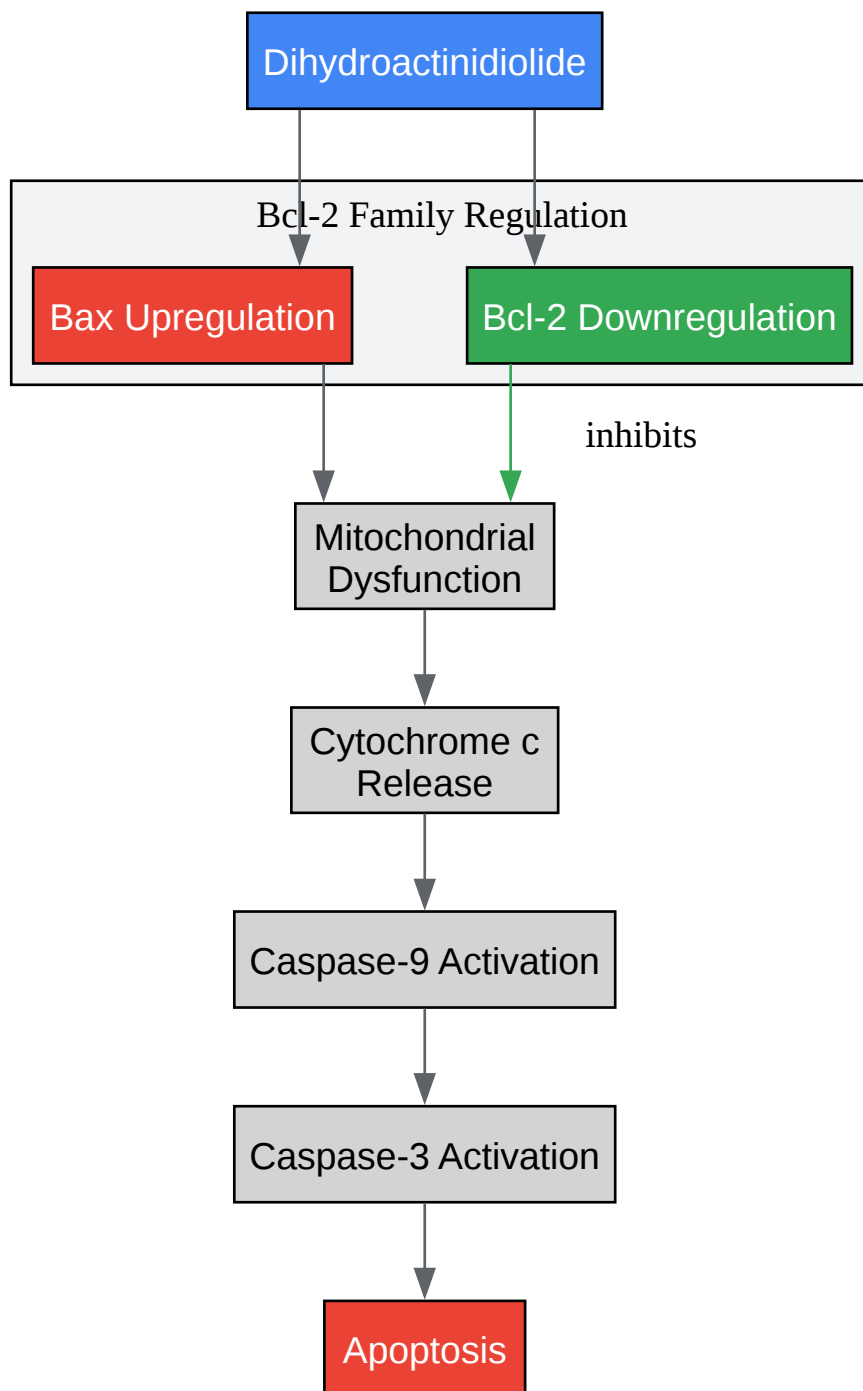 Dihydroactinidiolide
Bcl-2 Family Regulation
Bax Upregulation
Bcl-2 Downregulation
inhibits
Mitochondrial
Dysfunction
Cytochrome c
Release
Caspase-9 Activation
Caspase-3 Activation
Apoptosis